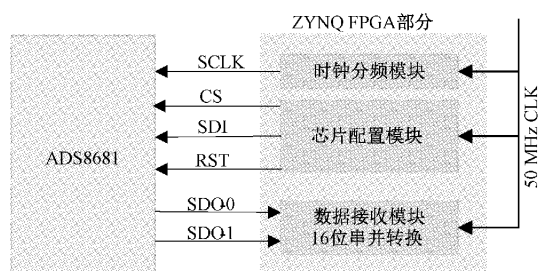 ZYNQ FPGA部分
SCLK
时钟分频模块
CS
SDI
芯片配置模块
ADS8681
RST
50 MHz CLK
SDO-0
数据接收模块
SDO-1
16位串并转换